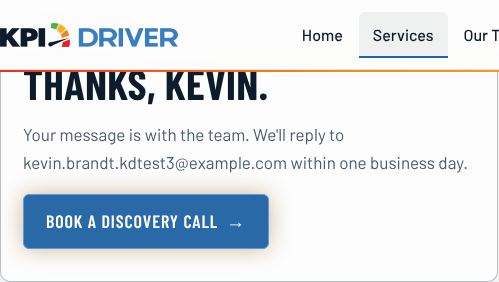 KPI DRIVER
Home Services Our T
THANKS, KEVIN.
Your message is with the team. We'll reply to
kevin.brandt.kdtest3@example.com within one business day.
BOOK A DISCOVERY CALL →